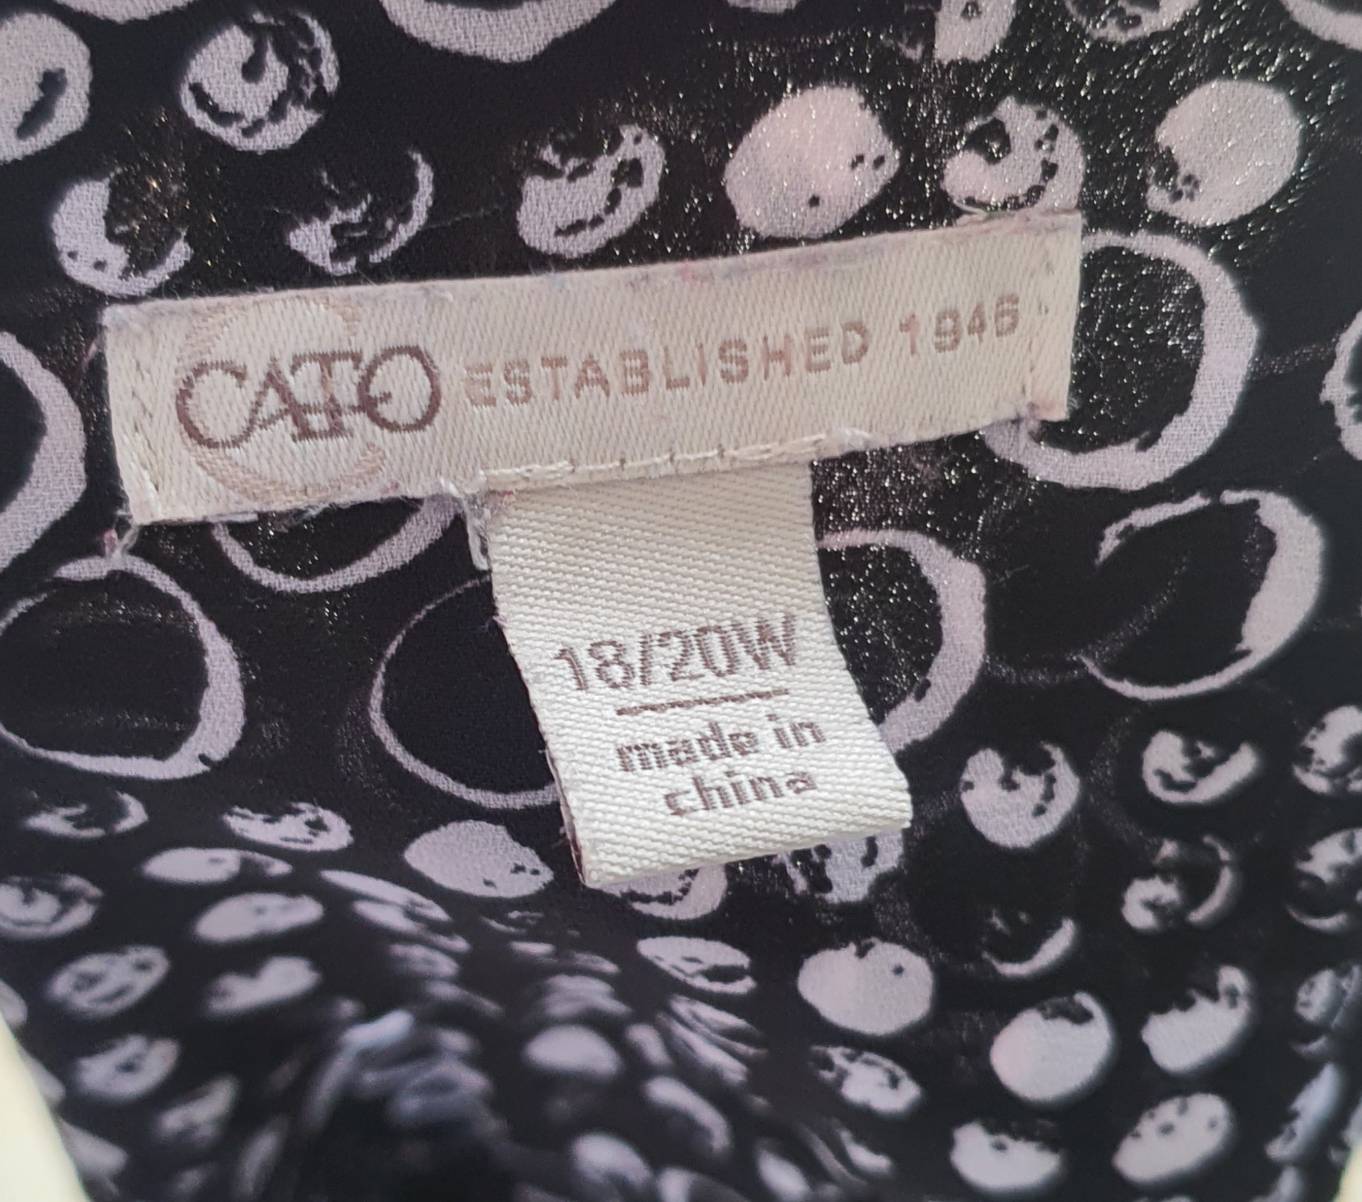 CATO ESTABLISHED 1946
18/20W
made in
china